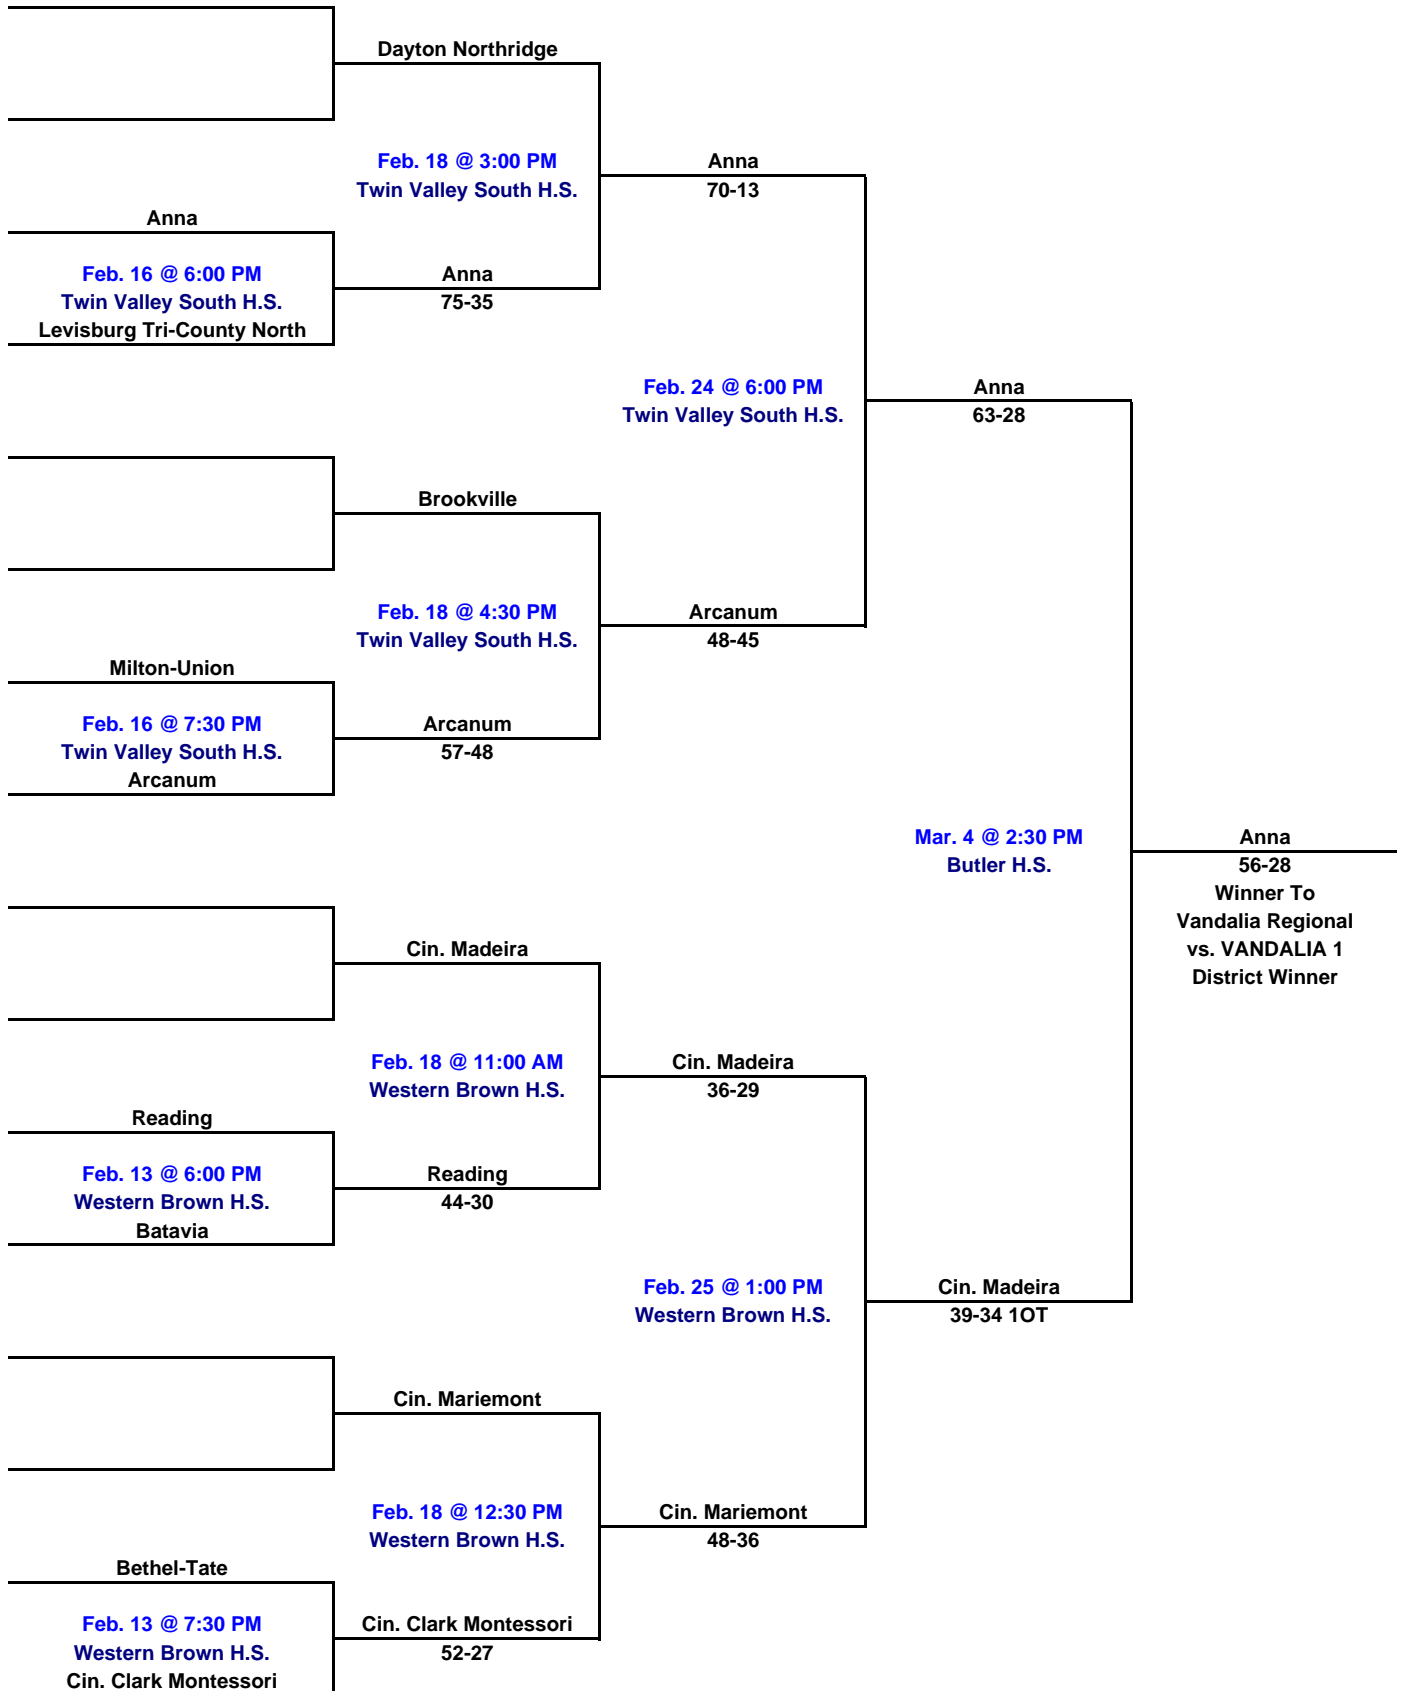 Dayton Northridge
Feb. 18 @ 3:00 PM
Twin Valley South H.S.
Anna
70-13
Anna
Feb. 16 @ 6:00 PM
Twin Valley South H.S.
Levisburg Tri-County North
Anna
75-35
Feb. 24 @ 6:00 PM
Twin Valley South H.S.
Anna
63-28
Brookville
Feb. 18 @ 4:30 PM
Twin Valley South H.S.
Arcanum
48-45
Milton-Union
Feb. 16 @ 7:30 PM
Twin Valley South H.S.
Arcanum
Arcanum
57-48
Mar. 4 @ 2:30 PM
Butler H.S.
Anna
56-28
Winner To
Vandalia Regional
vs. VANDALIA 1
District Winner
Cin. Madeira
Feb. 18 @ 11:00 AM
Western Brown H.S.
Cin. Madeira
36-29
Reading
Feb. 13 @ 6:00 PM
Western Brown H.S.
Batavia
Reading
44-30
Feb. 25 @ 1:00 PM
Western Brown H.S.
Cin. Madeira
39-34 1OT
Cin. Mariemont
Feb. 18 @ 12:30 PM
Western Brown H.S.
Cin. Mariemont
48-36
Bethel-Tate
Feb. 13 @ 7:30 PM
Western Brown H.S.
Cin. Clark Montessori
Cin. Clark Montessori
52-27